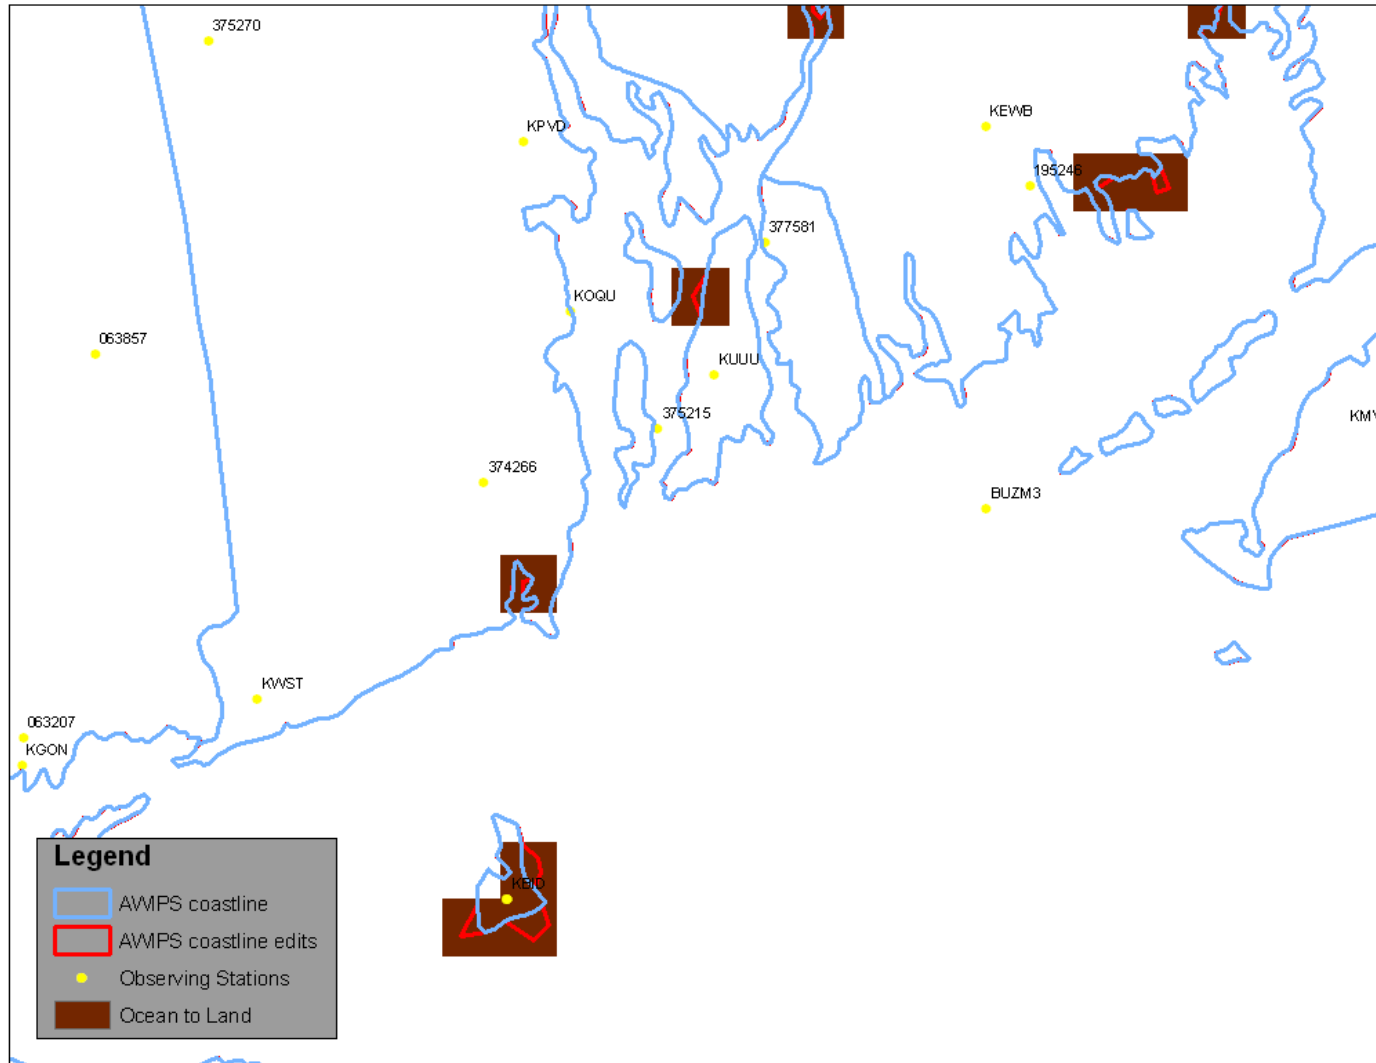 375270
KPVD
KEWB
195246
377581
KOQU
063857
KUUU
375215
KMY
374266
BUZM3
KWST
063207
KGON
KBID
Legend
AWIPS coastline
AWIPS coastline edits
Observing Stations
Ocean to Land